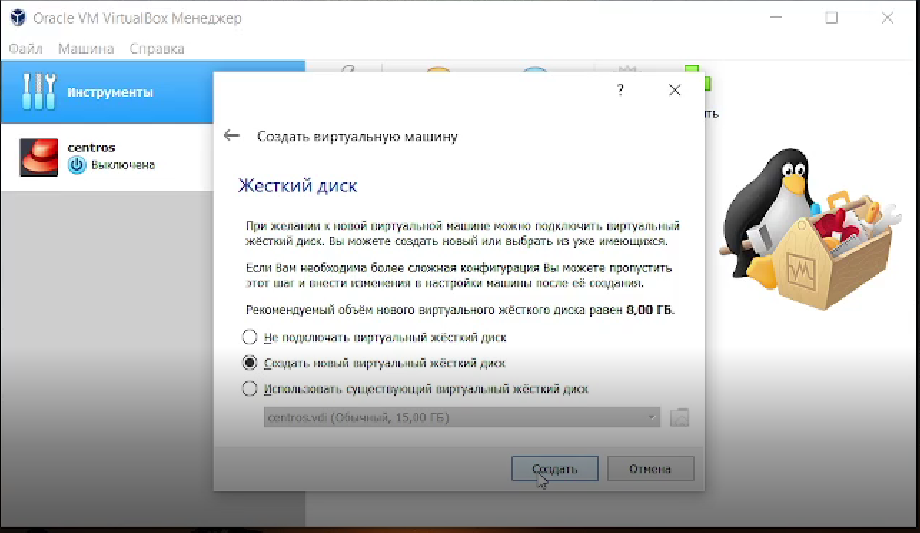 Oracle VM VirtualBox Менеджер
Файл Машина Справка
Инструменты
centros
Выключена
?
Создать виртуальную машину
Жесткий диск
При желании к новой виртуальной машине можно подключить виртуальный
жёсткий диск. Вы можете создать новый или выбрать из уже имеющихся.
Если Вам необходима более сложная конфигурация Вы можете пропустить
этот шаг и внести изменения в настройки машины после её создания.
Рекомендуемый объём нового виртуального жёсткого диска равен 8,00 ГБ.
Не подключать виртуальный жёсткий диск
Создать новый виртуальный жёсткий диск
Использовать существующий виртуальный жёсткий диск
centros.vdi (Обычный, 15,00 ГБ)
Создать Отмена